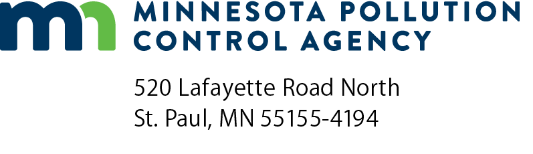 MINNESOTA POLLUTION
CONTROL AGENCY
520 Lafayette Road North
St. Paul, MN 55155-4194